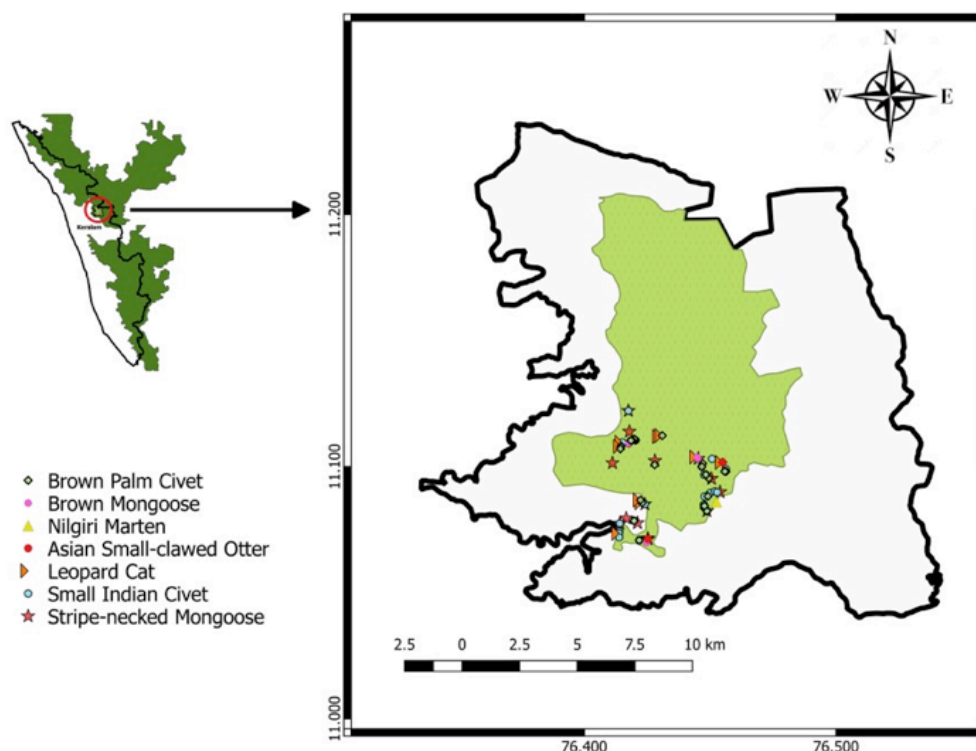 N
W E
S
11.200
Keralam
11.100
Brown Palm Civet
Brown Mongoose
Nilgiri Marten
Asian Small-clawed Otter
Leopard Cat
Small Indian Civet
Stripe-necked Mongoose
2.5 0 2.5 5 7.5 10 km
11.000
76.400 76.500